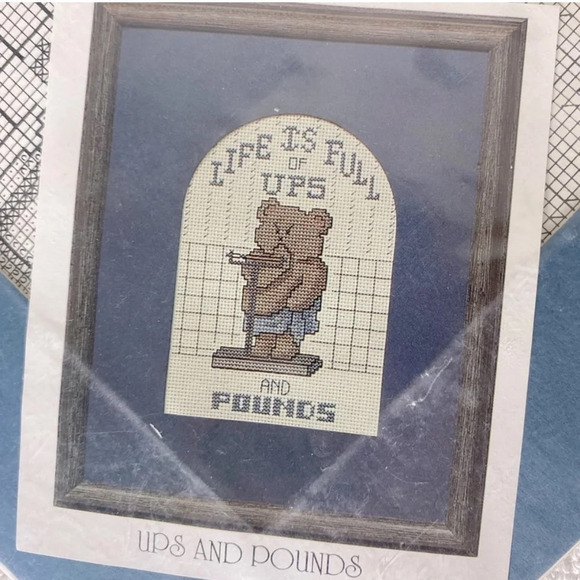 LIFE IS FULL
OF
UPS
AND
POUNDS
UPS AND POUNDS